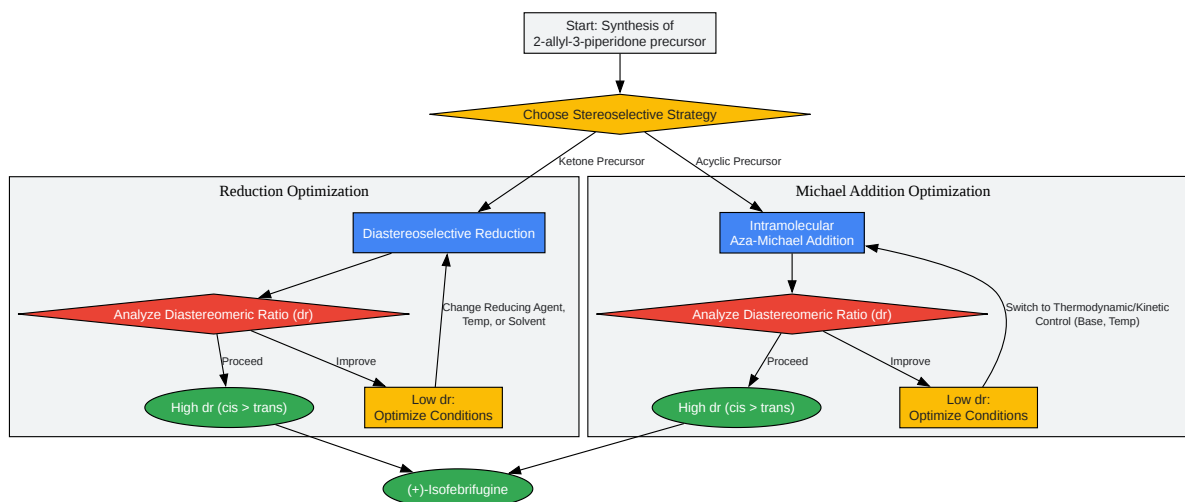 Start: Synthesis of
2-allyl-3-piperidone precursor
Choose Stereoselective Strategy
Ketone Precursor
Acyclic Precursor
Reduction Optimization
Diastereoselective Reduction
Change Reducing Agent,
Temp, or Solvent
Analyze Diastereomeric Ratio (dr)
Proceed
Improve
High dr (cis > trans)
Low dr:
Optimize Conditions
Michael Addition Optimization
Intramolecular
Aza-Michael Addition
Switch to Thermodynamic/Kinetic
Control (Base, Temp)
Analyze Diastereomeric Ratio (dr)
Proceed
Improve
High dr (cis > trans)
Low dr:
Optimize Conditions
(+)-Isofebrifugine